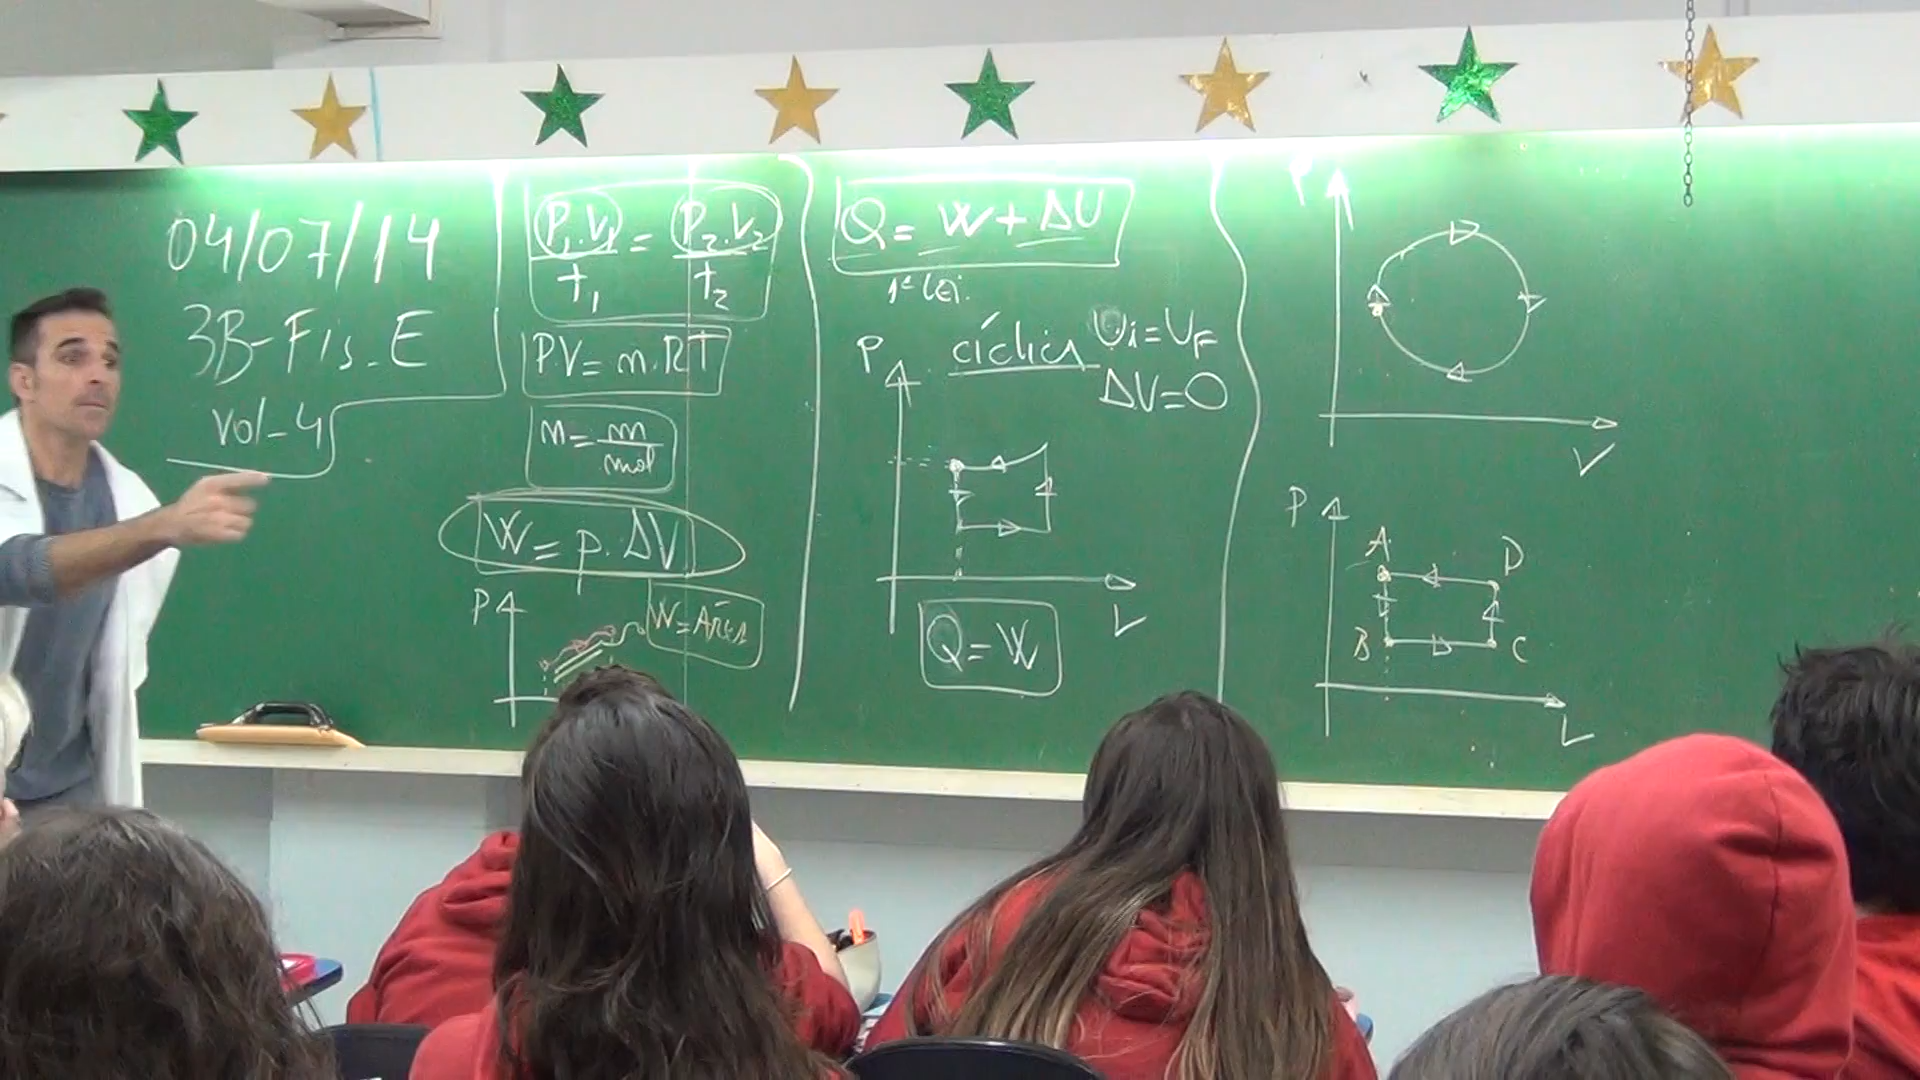 04/07/14
3B-Fís.E
Vol-4
P₁.V₁ = P₂.V₂
T₁ T₂
PV=n.RT
n=m
mol
W=p.ΔV
P
W=Área
Q=W+ΔU
1ª Lei.
P
cíclica
Ui=UF
ΔU=0
V
Q=W
P
V
P
A
D
B
C
V